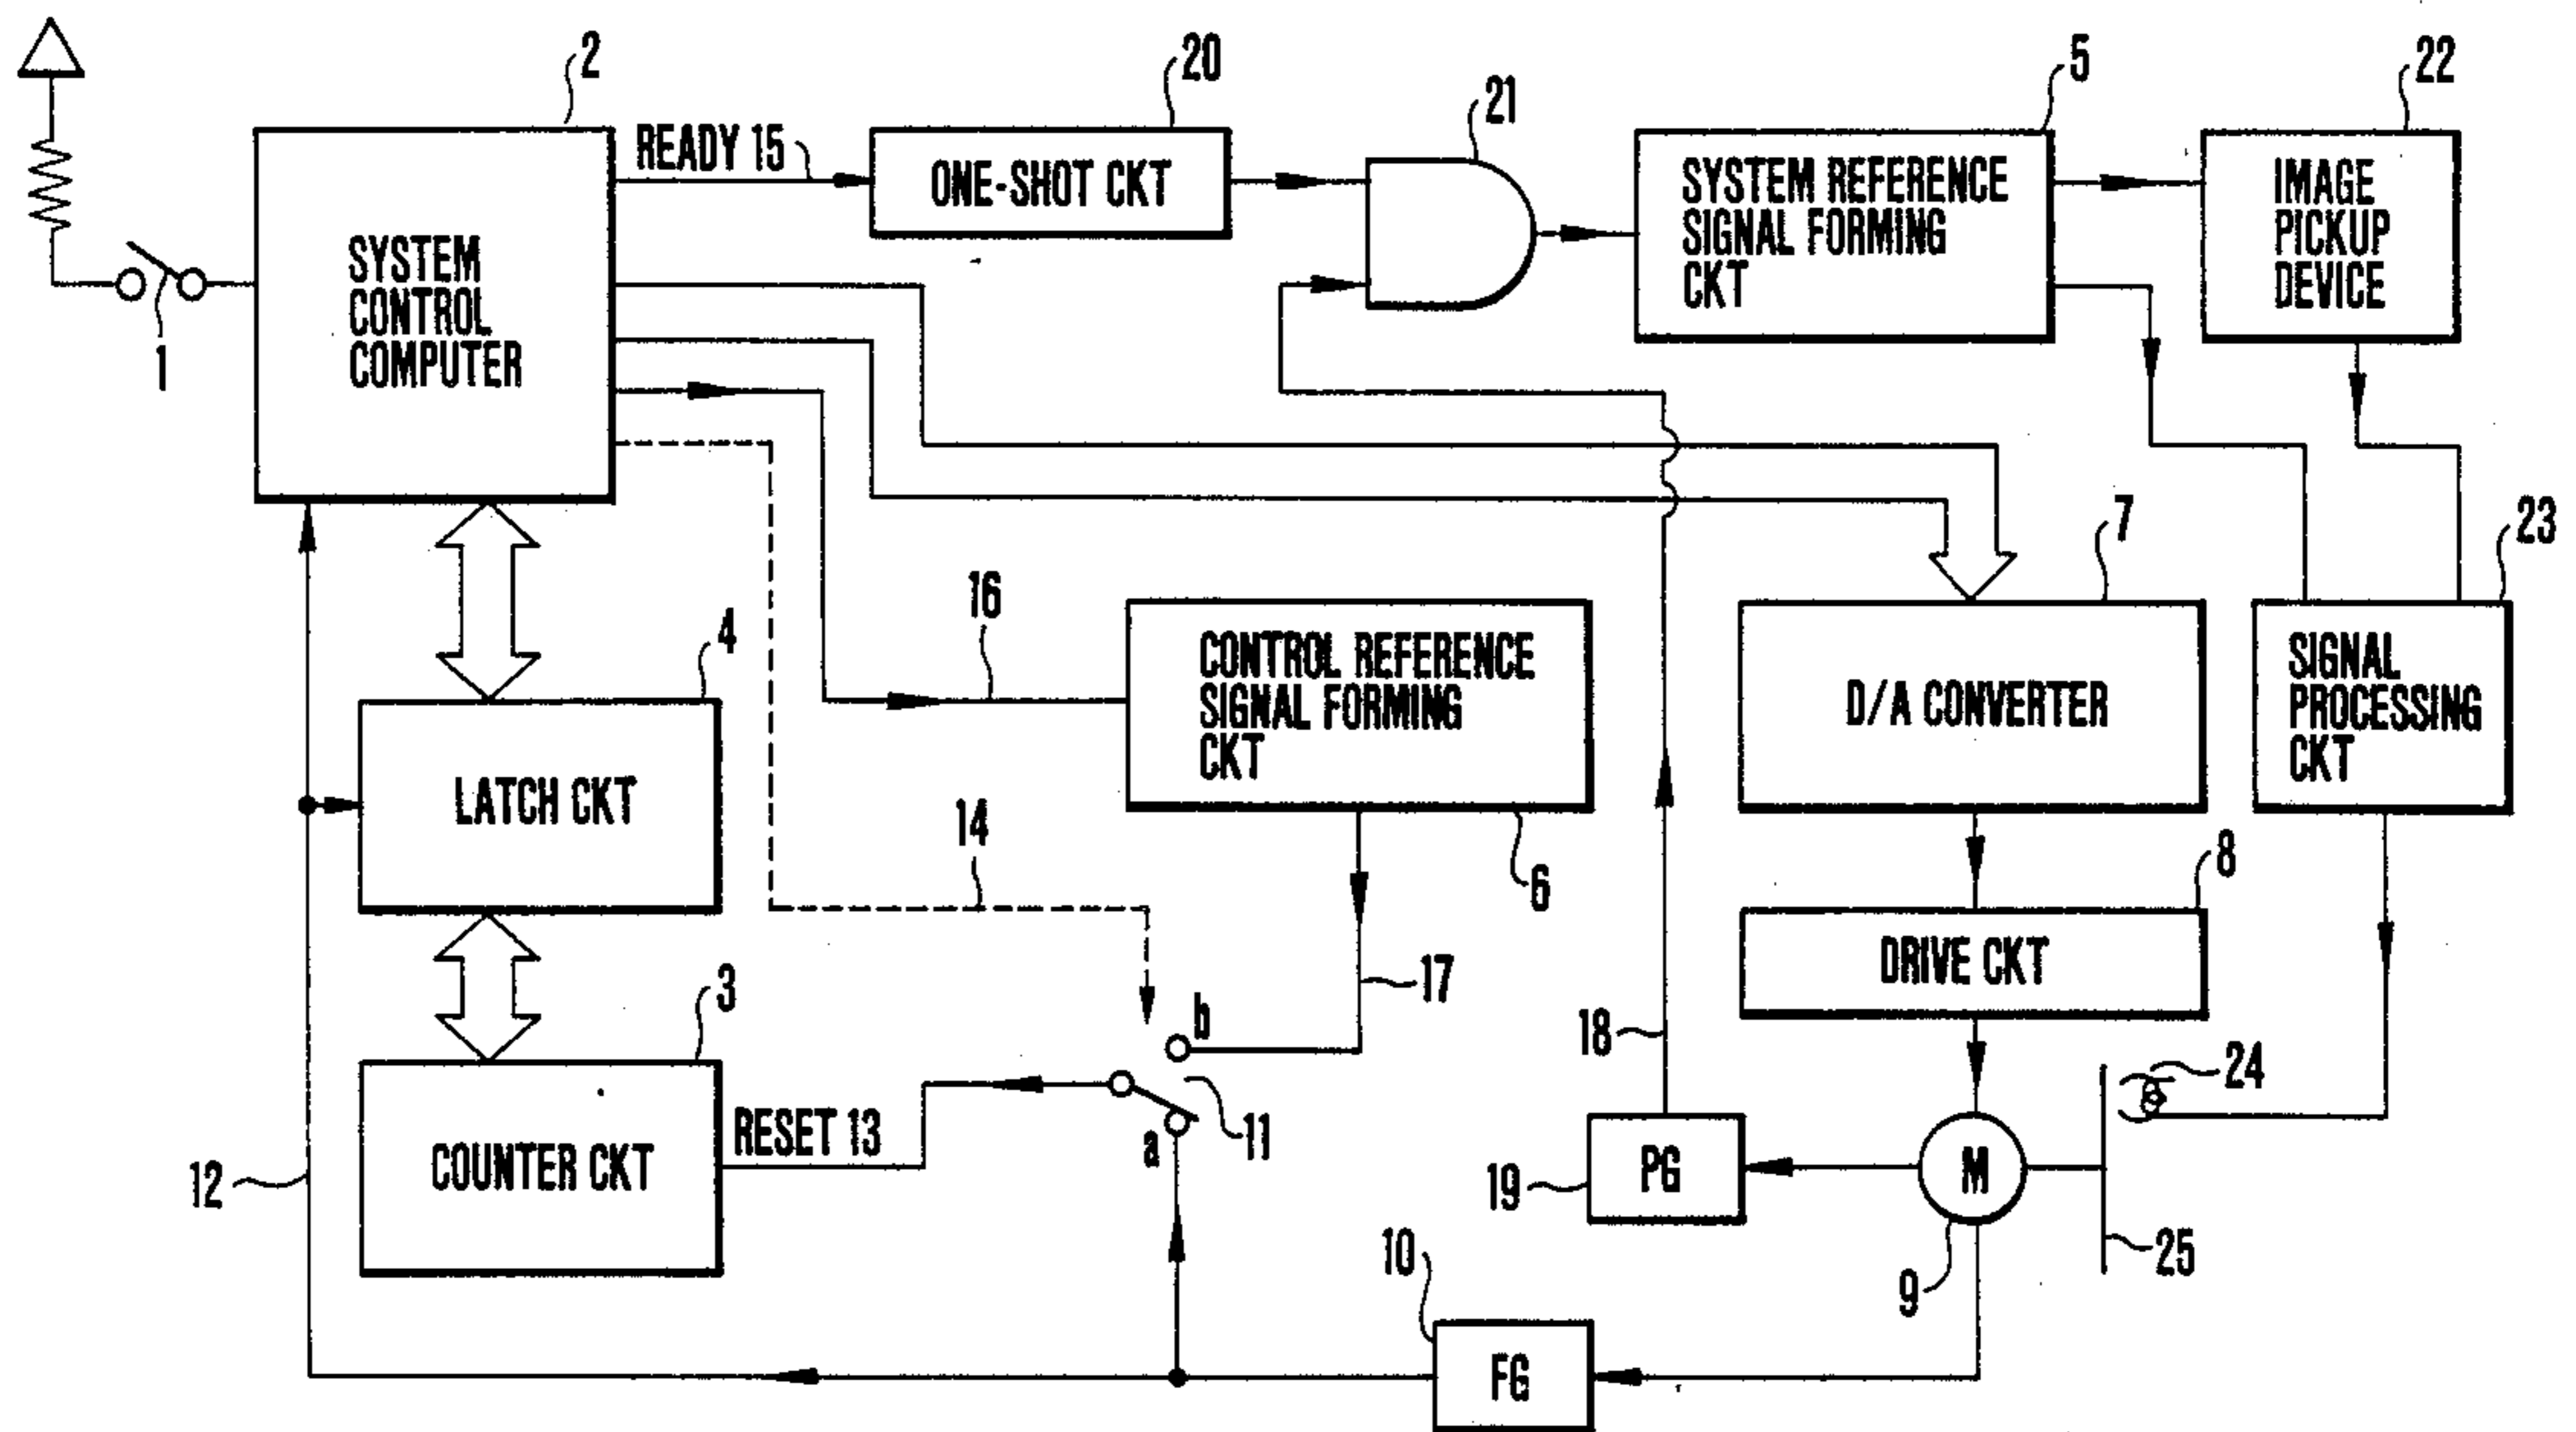 2
20
21
5
22
READY 15
ONE-SHOT CKT
SYSTEM REFERENCE
SIGNAL FORMING
CKT
IMAGE
PICKUP
DEVICE
SYSTEM
CONTROL
COMPUTER
1
7
23
16
4
CONTROL REFERENCE
SIGNAL FORMING
CKT
D/A CONVERTER
SIGNAL
PROCESSING
CKT
LATCH CKT
14
6
8
3
17
DRIVE CKT
b
18
24
RESET 13
a
11
COUNTER CKT
12
19
PG
M
10
9
25
FG